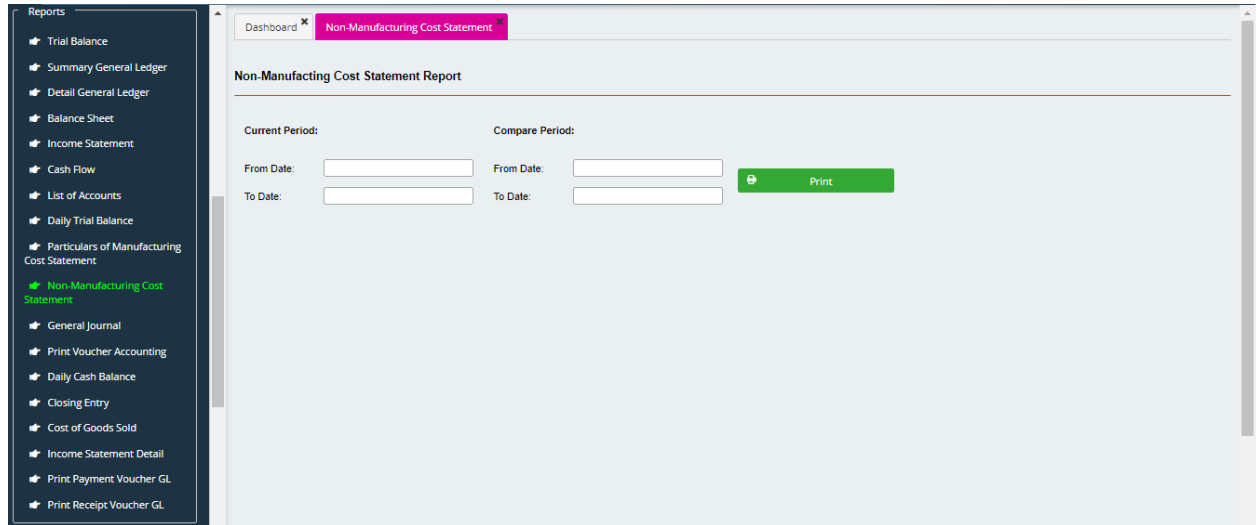 Reports
Trial Balance
Summary General Ledger
Detail General Ledger
Balance Sheet
Income Statement
Cash Flow
List of Accounts
Daily Trial Balance
Particulars of Manufacturing
Cost Statement
Non-Manufacturing Cost
Statement
General Journal
Print Voucher Accounting
Daily Cash Balance
Closing Entry
Cost of Goods Sold
Income Statement Detail
Print Payment Voucher GL
Print Receipt Voucher GL
Dashboard Non-Manufacturing Cost Statement
Non-Manufacting Cost Statement Report
Current Period: Compare Period:
From Date: From Date:
Print
To Date: To Date: